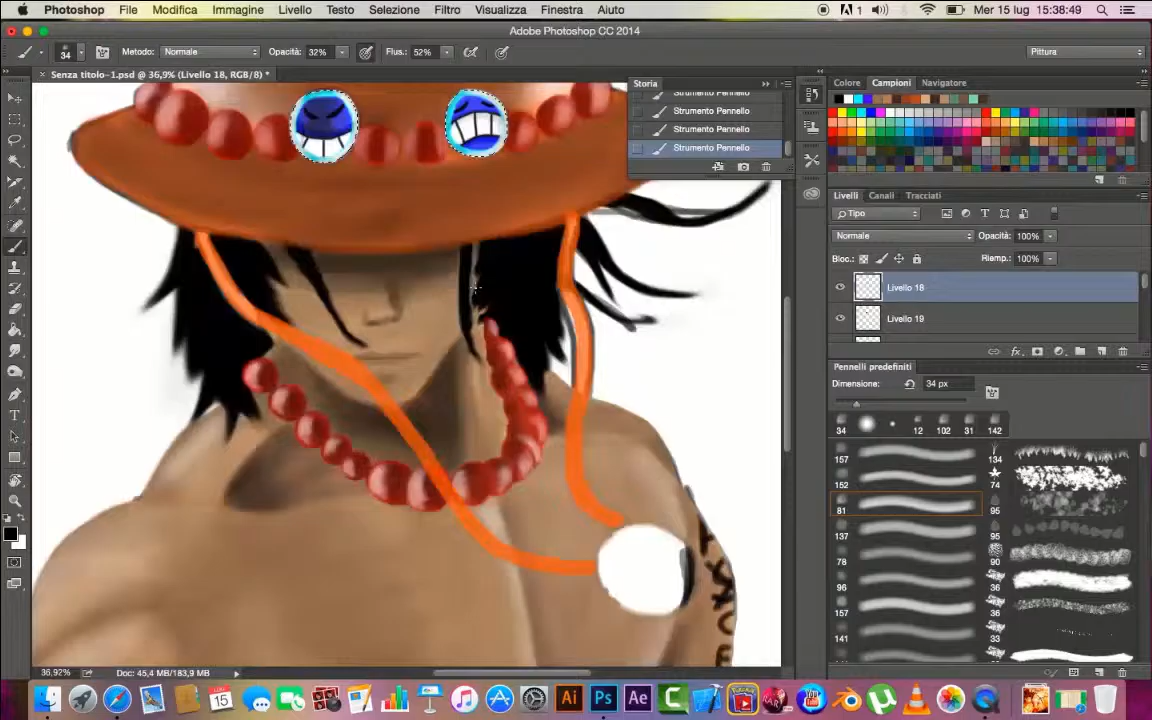 Photoshop File Modifica Immagine Livello Testo Selezione Filtro Visualizza Finestra Aiuto 1 Mer 15 lug 15:38:49
Adobe Photoshop CC 2014
34 Metodo: Normale Opacità: 32% Flus.: 52% Pittura
Senza titolo-1.psd @ 36,9% (Livello 18, RGB/8) *
Storia
Strumento Pennello
Strumento Pennello
Strumento Pennello
Colore Campioni Navigatore
Livelli Canali Tracciati
Tipo
Normale Opacità: 100%
Bloc.: Riemp.: 100%
Livello 18
Livello 19
fx
Pennelli predefiniti
Dimensione: 34 px
34 12 102 31 142
157 134
152 74
81 95
137 95
78 90
96 36
157 36
141 33
36,92% Doc: 45,4 MB/183,9 MB
15 Ai Ps Ae C